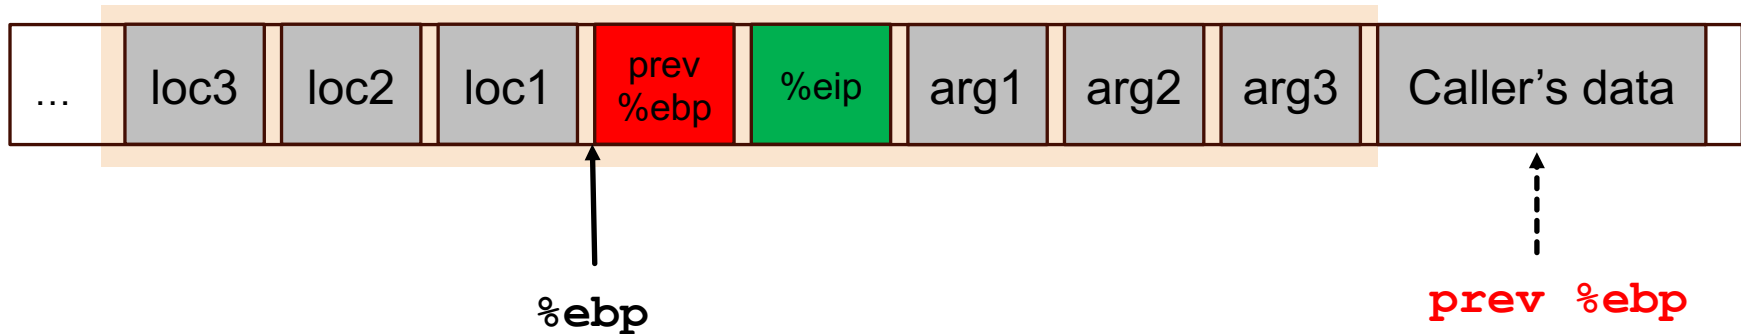 ... loc3 loc2 loc1 prev %ebp %eip arg1 arg2 arg3 Caller's data
%ebp
prev %ebp